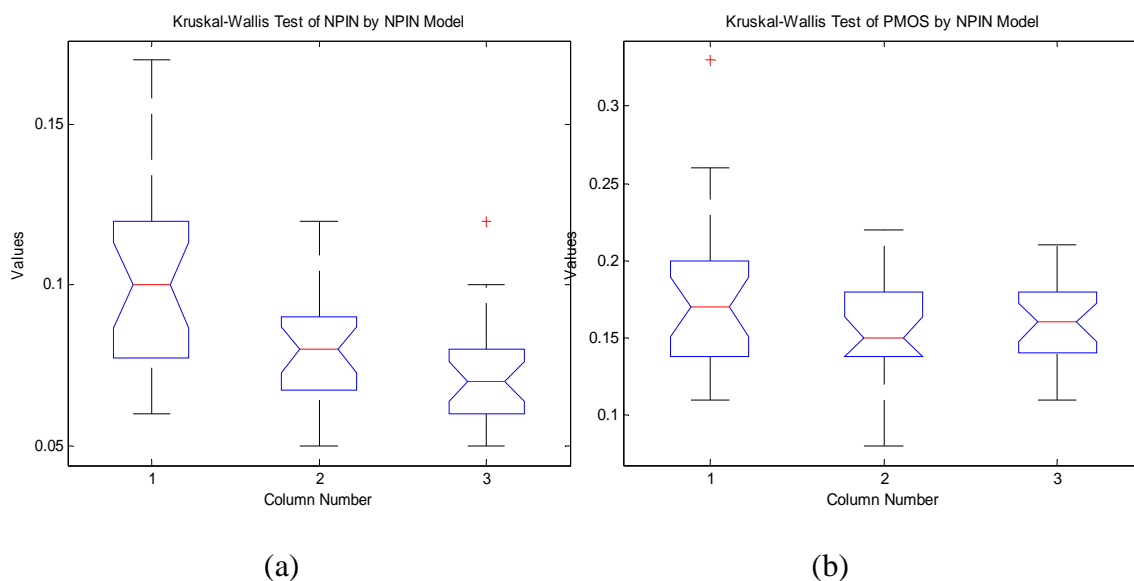 Kruskal-Wallis Test of NPIN by NPIN Model
0.15
0.1
0.05
Values
1 2 3
Column Number
(a)
Kruskal-Wallis Test of PMOS by NPIN Model
0.3
0.25
0.2
0.15
0.1
Values
1 2 3
Column Number
(b)